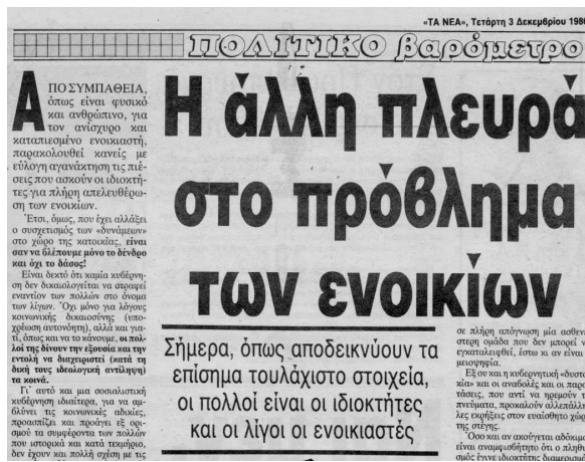 «ΤΑ ΝΕΑ», Τετάρτη 3 Δεκεμβρίου 198
ΠΟΛΙΤΙΚΟ βαρόμετρο
Η άλλη πλευρά
στο πρόβλημα
των ενοικίων
Σήμερα, όπως αποδεικνύουν τα
επίσημα τουλάχιστο στοιχεία,
οι πολλοί είναι οι ιδιοκτήτες
και οι λίγοι οι ενοικιαστές
ΑΠΟ ΣΥΜΠΑΘΕΙΑ,
όπως είναι φυσικό
και ανθρώπινο, για
τον ανίσχυρο και
καταπιεσμένο ενοικιαστή,
παρακολουθεί κανείς με
εύλογη αγανάκτηση τις πιέ-
σεις που ασκούν οι ιδιοκτή-
τες για πλήρη απελευθέρω-
ση των ενοικίων.
Έτσι, όμως, που έχει αλλάξει
ο συσχετισμός των «δυνάμεων»
στο χώρο της κατοικίας, είναι
σαν να βλέπουμε μόνο το δένδρο
και όχι το δάσος!
Είναι δεκτό ότι καμία κυβέρνη-
ση δεν δικαιολογείται να στραφεί
εναντίον των πολλών στο όνομα
των λίγων. Όχι μόνο για λόγους
κοινωνικής δικαιοσύνης (υπο-
χρέωση αυτονόητη), αλλά και για-
τί, όπως και να το κάνουμε, οι πολ-
λοί της δίνουν την εξουσία και την
εντολή να διαχειριστεί (κατά τη
δική τους ιδεολογική αντίληψη)
τα κοινά.
Γι' αυτό και μια σοσιαλιστική
κυβέρνηση ιδιαίτερα, για να αμ-
βλύνει τις κοινωνικές αδικίες,
προασπίζει και προάγει εξ ορι-
σμού τα συμφέροντα των πολλών
που ιστορικά και κατά τεκμήριο,
δεν έχουν και πολλή σχέση με τις
σε πλήρη απόγνωση μία ασθενέ-
στερη ομάδα που δεν μπορεί ν
εγκαταλειφθεί, έστω κι αν είναι
μειοψηφία.
Εξ ου και η κυβερνητική «δυστο
κία» και οι αναβολές και οι παρα
τάσεις, που αντί να ηρεμούν τ
πνεύματα, προκαλούν αλλεπάλλη
λες εκρήξεις στον ευαίσθητο χώρ
της στέγης.
Όσο και αν ακούγεται αδόκιμο
είναι αναμφισβήτητο ότι ο πληθ
σμός έγινε ιδιοκτήτης διαμερισμ